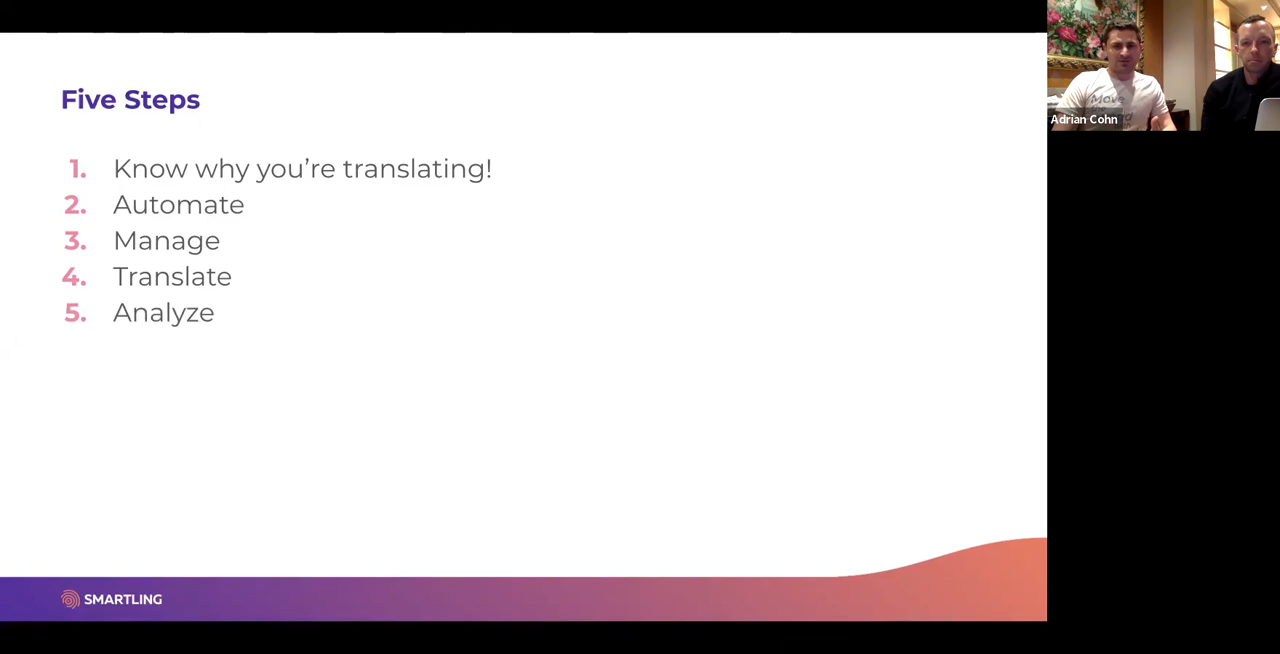 Five Steps
1. Know why you're translating!
2. Automate
3. Manage
4. Translate
5. Analyze
SMARTLING
Move
Adrian Cohn